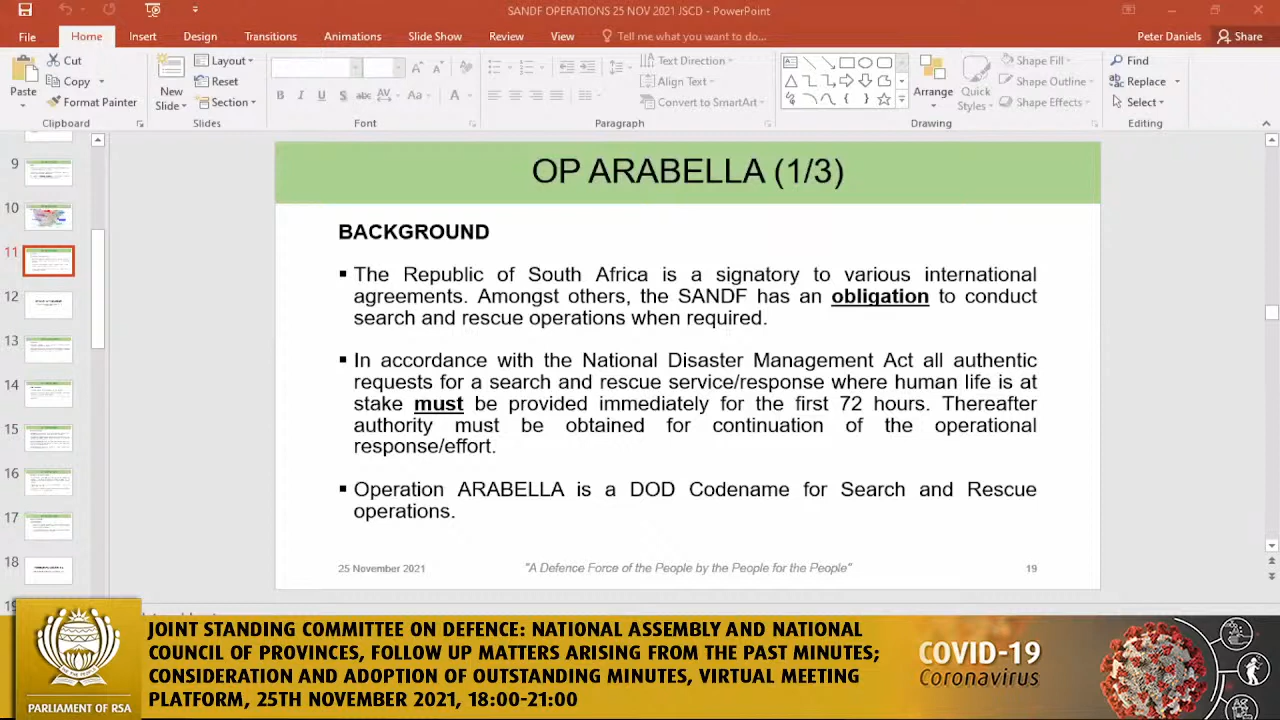 SANDF OPERATIONS 25 NOV 2021 JSCD - PowerPoint
File Home Insert Design Transitions Animations Slide Show Review View Tell me what you want to do... Peter Daniels Share
Cut Layout Text Direction Shape Fill Find
Copy Reset Align Text Shape Outline Replace
Paste Format Painter New Slide Section B I U S abc AV Aa A Convert to SmartArt Arrange Quick Styles Shape Effects Select
Clipboard Slides Font Paragraph Drawing Editing
9
10
11
12
13
14
15
16
17
18
OP ARABELLA (1/3)
BACKGROUND
▪ The Republic of South Africa is a signatory to various international
agreements. Amongst others, the SANDF has an obligation to conduct
search and rescue operations when required.
▪ In accordance with the National Disaster Management Act all authentic
requests for a search and rescue service/response where human life is at
stake must be provided immediately for the first 72 hours. Thereafter
authority must be obtained for continuation of the operational
response/effort.
▪ Operation ARABELLA is a DOD Codename for Search and Rescue
operations.
25 November 2021 "A Defence Force of the People by the People for the People" 19
PARLIAMENT OF RSA
JOINT STANDING COMMITTEE ON DEFENCE: NATIONAL ASSEMBLY AND NATIONAL
COUNCIL OF PROVINCES, FOLLOW UP MATTERS ARISING FROM THE PAST MINUTES;
CONSIDERATION AND ADOPTION OF OUTSTANDING MINUTES, VIRTUAL MEETING
PLATFORM, 25TH NOVEMBER 2021, 18:00-21:00
COVID-19
Coronavirus